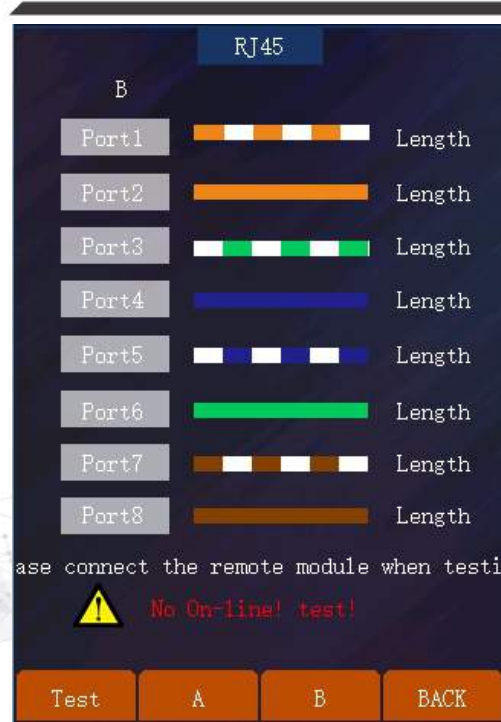 RJ45
B
Port1 Length
Port2 Length
Port3 Length
Port4 Length
Port5 Length
Port6 Length
Port7 Length
Port8 Length
ase connect the remote module when testi
No On-line! test!
Test A B BACK